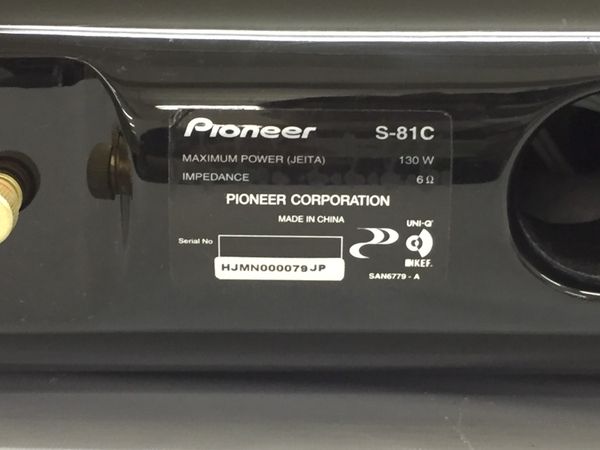 Pioneer S-81C
MAXIMUM POWER (JEITA) 130 W
IMPEDANCE 6 Ω
PIONEER CORPORATION
MADE IN CHINA
UNI-Q®
Serial No
HJMN000079JP
KEF.
SAN6779 - A